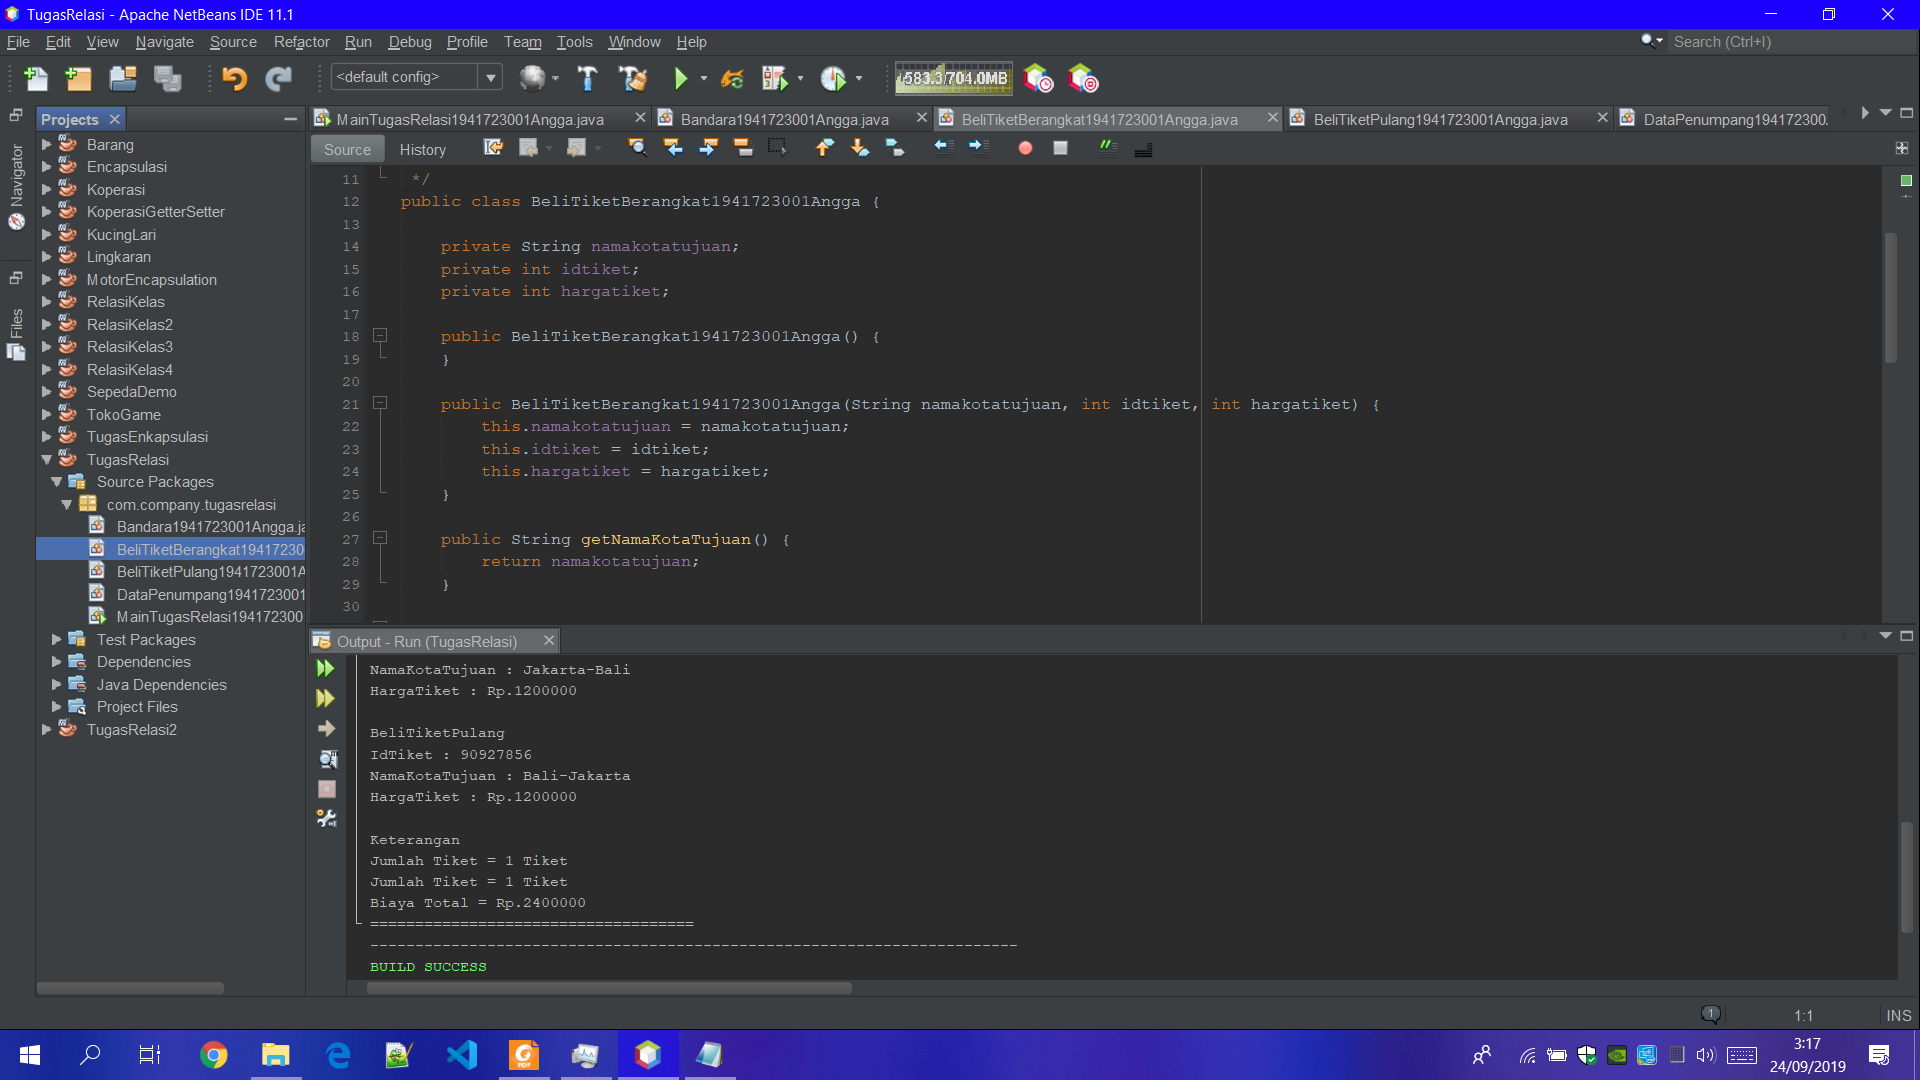 TugasRelasi - Apache NetBeans IDE 11.1
File Edit View Navigate Source Refactor Run Debug Profile Team Tools Window Help
Search (Ctrl+I)
<default config>
583.3/704.0MB
Projects
Navigator
Files
Barang
Encapsulasi
Koperasi
KoperasiGetterSetter
KucingLari
Lingkaran
MotorEncapsulation
RelasiKelas
RelasiKelas2
RelasiKelas3
RelasiKelas4
SepedaDemo
TokoGame
TugasEnkapsulasi
TugasRelasi
Source Packages
com.company.tugasrelasi
Bandara1941723001Angga.ja
BeliTiketBerangkat19417230
BeliTiketPulang1941723001A
DataPenumpang1941723001
MainTugasRelasi194172300
Test Packages
Dependencies
Java Dependencies
Project Files
TugasRelasi2
MainTugasRelasi1941723001Angga.java
Bandara1941723001Angga.java
BeliTiketBerangkat1941723001Angga.java
BeliTiketPulang1941723001Angga.java
DataPenumpang194172300.
Source History
11 */
12 public class BeliTiketBerangkat1941723001Angga {
13
14 private String namakotatujuan;
15 private int idtiket;
16 private int hargatiket;
17
18 public BeliTiketBerangkat1941723001Angga() {
19 }
20
21 public BeliTiketBerangkat1941723001Angga(String namakotatujuan, int idtiket, int hargatiket) {
22 this.namakotatujuan = namakotatujuan;
23 this.idtiket = idtiket;
24 this.hargatiket = hargatiket;
25 }
26
27 public String getNamaKotaTujuan() {
28 return namakotatujuan;
29 }
30
Output - Run (TugasRelasi)
NamaKotaTujuan : Jakarta-Bali
HargaTiket : Rp.1200000
BeliTiketPulang
IdTiket : 90927856
NamaKotaTujuan : Bali-Jakarta
HargaTiket : Rp.1200000
Keterangan
Jumlah Tiket = 1 Tiket
Jumlah Tiket = 1 Tiket
Biaya Total = Rp.2400000
====================================
------------------------------------------------------------------------
BUILD SUCCESS
1
1:1
INS
3:17
24/09/2019